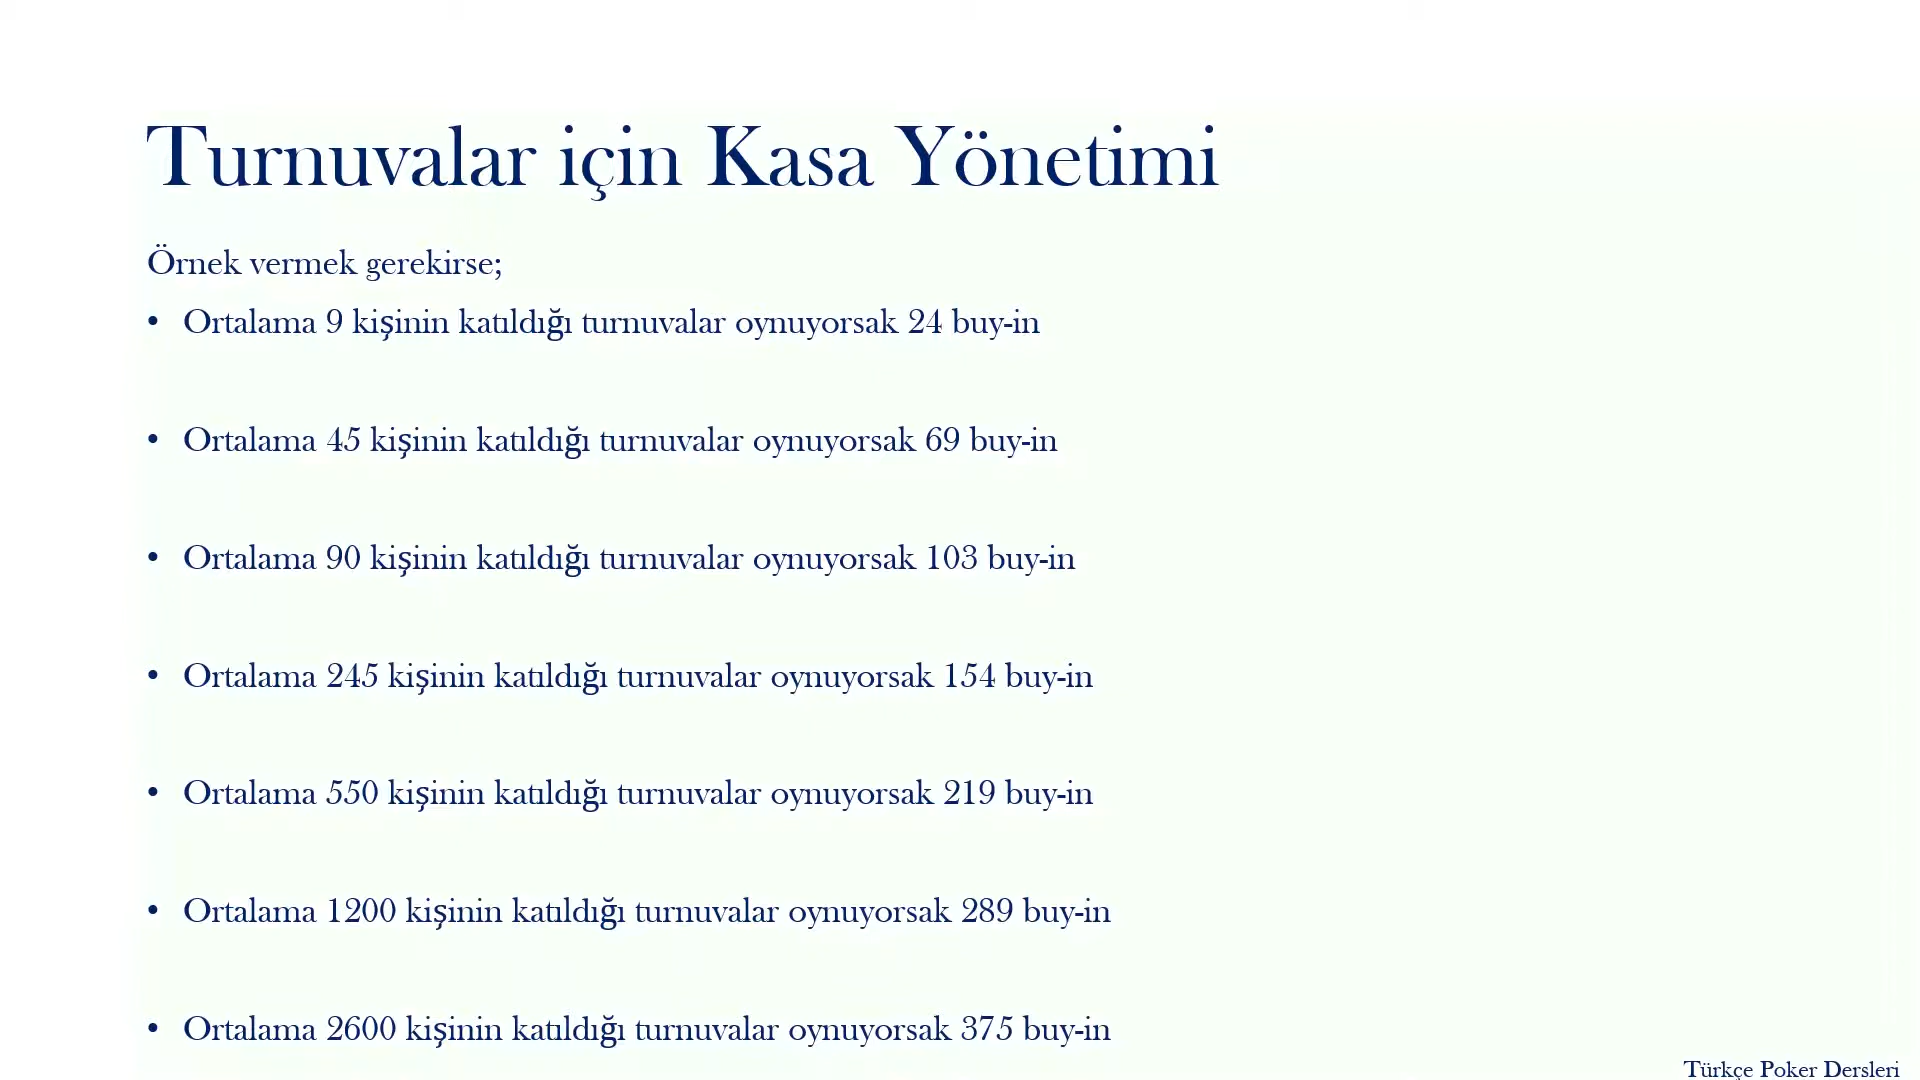 Turnuvalar için Kasa Yönetimi
Örnek vermek gerekirse;
• Ortalama 9 kişinin katıldığı turnuvalar oynuyorsak 24 buy-in
• Ortalama 45 kişinin katıldığı turnuvalar oynuyorsak 69 buy-in
• Ortalama 90 kişinin katıldığı turnuvalar oynuyorsak 103 buy-in
• Ortalama 245 kişinin katıldığı turnuvalar oynuyorsak 154 buy-in
• Ortalama 550 kişinin katıldığı turnuvalar oynuyorsak 219 buy-in
• Ortalama 1200 kişinin katıldığı turnuvalar oynuyorsak 289 buy-in
• Ortalama 2600 kişinin katıldığı turnuvalar oynuyorsak 375 buy-in
Türkçe Poker Dersleri